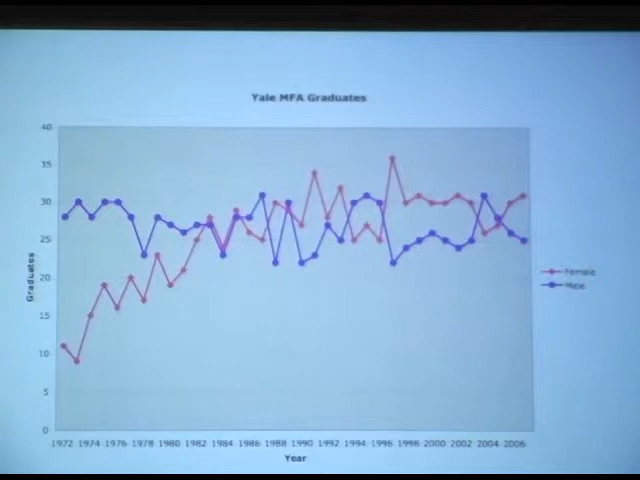 Yale MFA Graduates
40
35
30
25
20
15
10
5
0
Graduates
1972 1974 1976 1978 1980 1982 1984 1986 1988 1990 1992 1994 1996 1998 2000 2002 2004 2006
Year
Female
Male